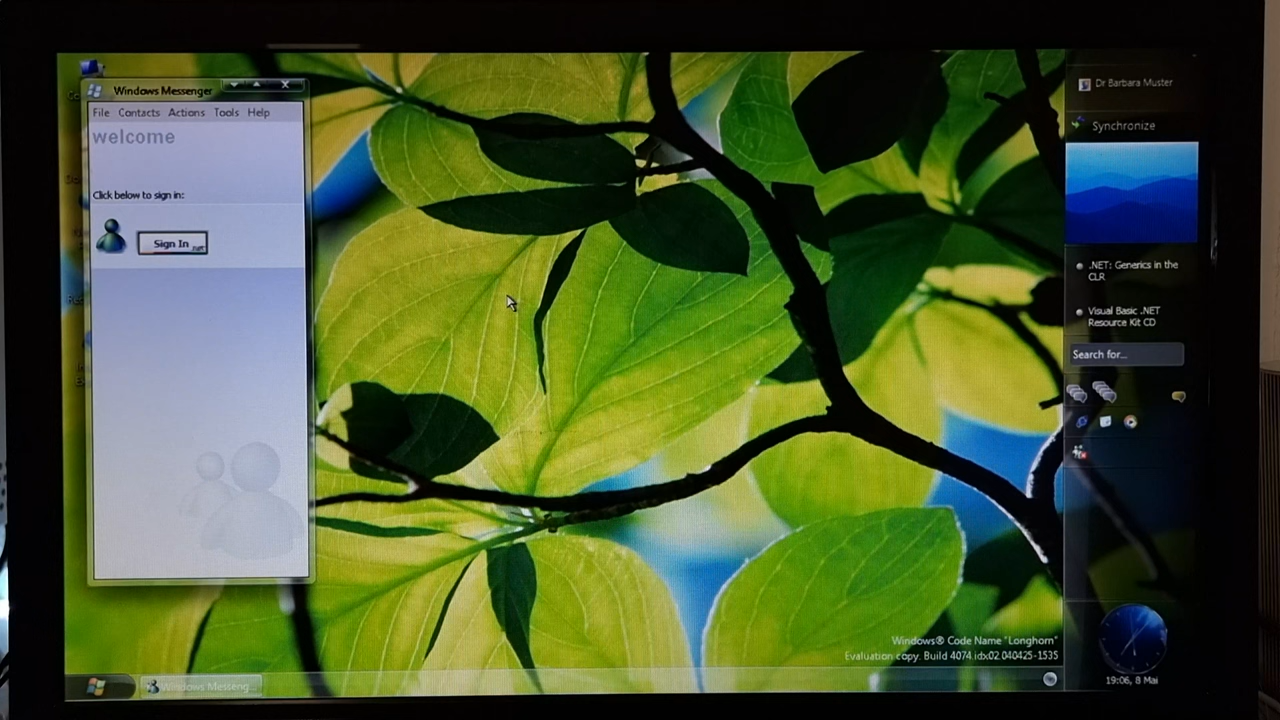 Windows Messenger
File Contacts Actions Tools Help
welcome
Click below to sign in:
Sign In .net
Dr Barbara Muster
Synchronize
.NET: Generics in the
CLR
Visual Basic .NET
Resource Kit CD
Search for...
Windows® Code Name "Longhorn"
Evaluation copy. Build 4074.idx02.040425-1535
19:06, 8 Mai
Windows Messeng...